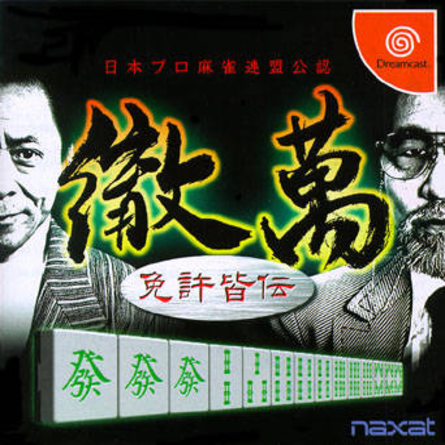 日本プロ麻雀連盟公認
Dreamcast
徹萬
免許皆伝
發 發 發
naxat